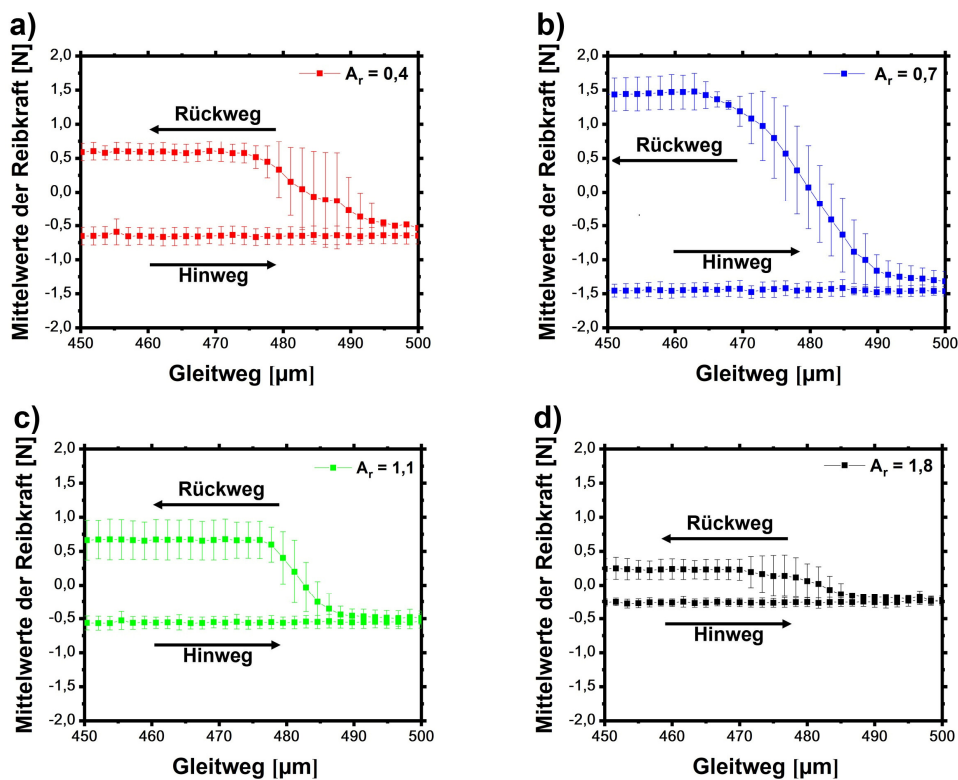 a)
Mittelwerte der Reibkraft [N]
2,0
1,5
1,0
0,5
0,0
-0,5
-1,0
-1,5
-2,0
A_r = 0,4
Rückweg
Hinweg
450 460 470 480 490 500
Gleitweg [µm]
b)
Mittelwerte der Reibkraft [N]
2,0
1,5
1,0
0,5
0,0
-0,5
-1,0
-1,5
-2,0
A_r = 0,7
Rückweg
Hinweg
450 460 470 480 490 500
Gleitweg [µm]
c)
Mittelwerte der Reibkraft [N]
2,0
1,5
1,0
0,5
0,0
-0,5
-1,0
-1,5
-2,0
A_r = 1,1
Rückweg
Hinweg
450 460 470 480 490 500
Gleitweg [µm]
d)
Mittelwerte der Reibkraft [N]
2,0
1,5
1,0
0,5
0,0
-0,5
-1,0
-1,5
-2,0
A_r = 1,8
Rückweg
Hinweg
450 460 470 480 490 500
Gleitweg [µm]